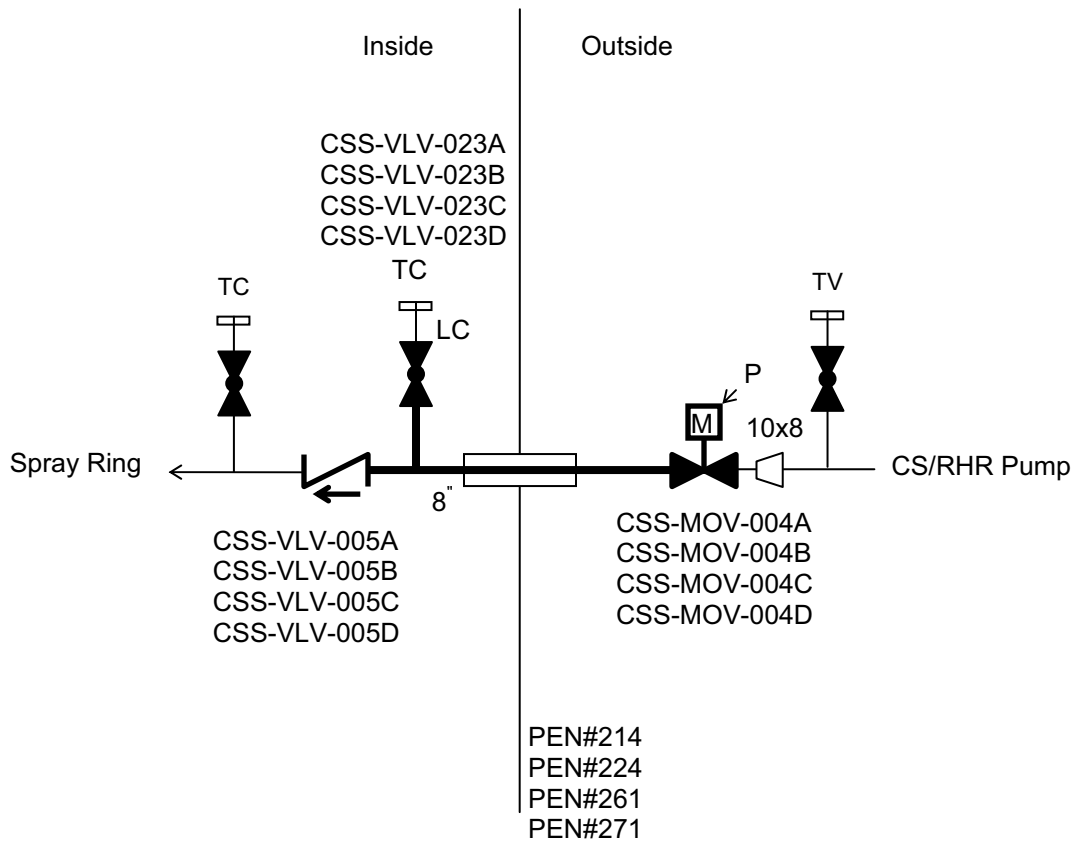 Inside
Outside
CSS-VLV-023A
CSS-VLV-023B
CSS-VLV-023C
CSS-VLV-023D
TC
TC
TV
LC
P
M
10x8
Spray Ring
CS/RHR Pump
8"
CSS-VLV-005A
CSS-VLV-005B
CSS-VLV-005C
CSS-VLV-005D
CSS-MOV-004A
CSS-MOV-004B
CSS-MOV-004C
CSS-MOV-004D
PEN#214
PEN#224
PEN#261
PEN#271